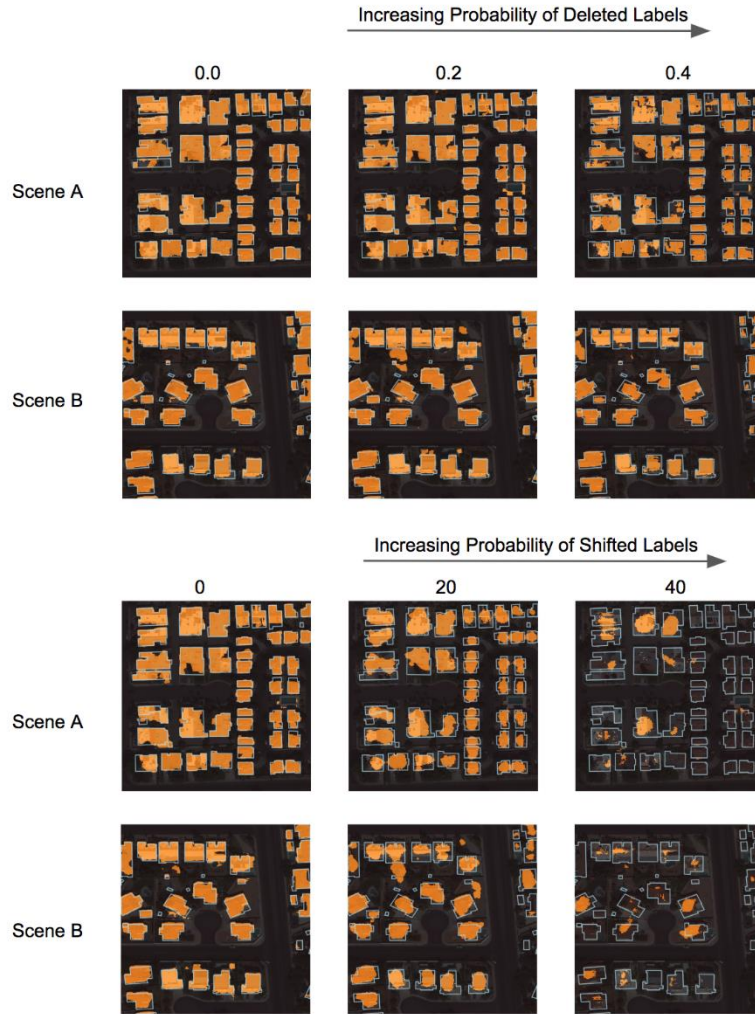 Increasing Probability of Deleted Labels
0.0 0.2 0.4
Scene A
Scene B
Increasing Probability of Shifted Labels
0 20 40
Scene A
Scene B